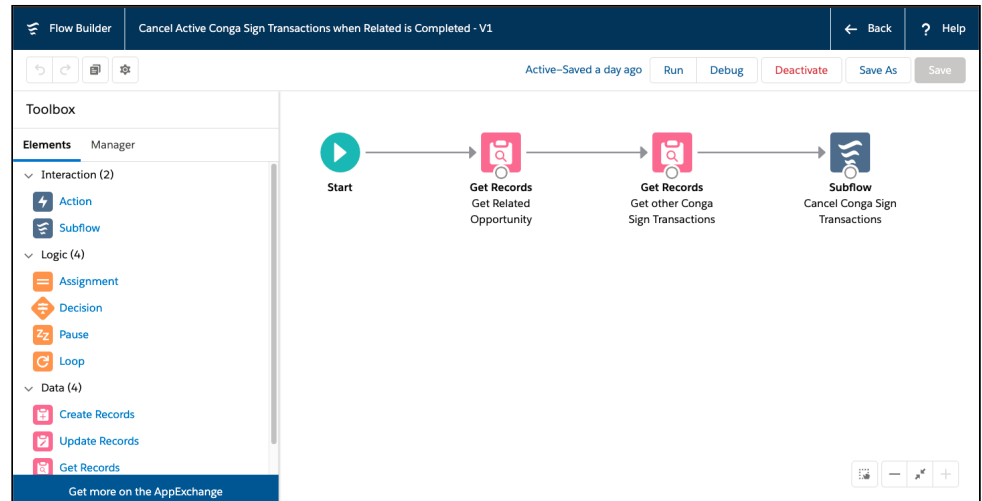 Flow Builder
Cancel Active Conga Sign Transactions when Related is Completed - V1
Back
? Help
Active–Saved a day ago
Run
Debug
Deactivate
Save As
Save
Toolbox
Elements
Manager
Interaction (2)
Action
Subflow
Logic (4)
Assignment
Decision
Pause
Loop
Data (4)
Create Records
Update Records
Get Records
Get more on the AppExchange
Start
Get Records
Get Related
Opportunity
Get Records
Get other Conga
Sign Transactions
Subflow
Cancel Conga Sign
Transactions